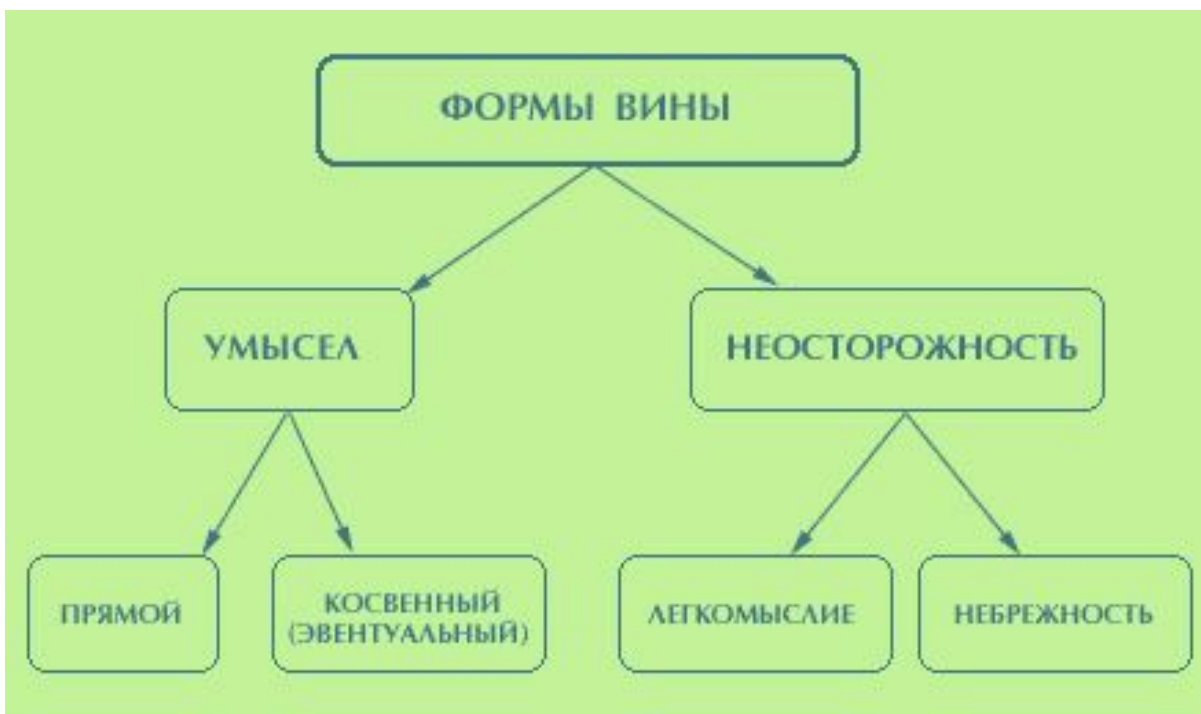 ФОРМЫ ВИНЫ
УМЫСЕЛ
НЕОСТОРОЖНОСТЬ
ПРЯМОЙ
КОСВЕННЫЙ
(ЭВЕНТУАЛЬНЫЙ)
ЛЕГКОМЫСЛИЕ
НЕБРЕЖНОСТЬ